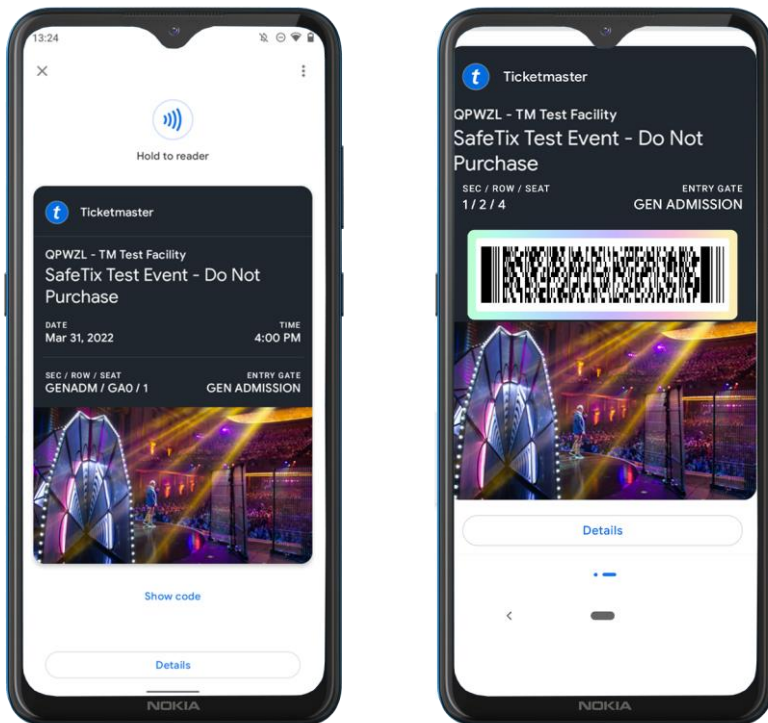 13:24
Hold to reader
t Ticketmaster
QPWZL - TM Test Facility
SafeTix Test Event - Do Not
Purchase
DATE TIME
Mar 31, 2022 4:00 PM
SEC / ROW / SEAT ENTRY GATE
GENADM / GA0 / 1 GEN ADMISSION
Show code
Details
NOKIA
t Ticketmaster
QPWZL - TM Test Facility
SafeTix Test Event - Do Not
Purchase
SEC / ROW / SEAT ENTRY GATE
1 / 2 / 4 GEN ADMISSION
Details
NOKIA